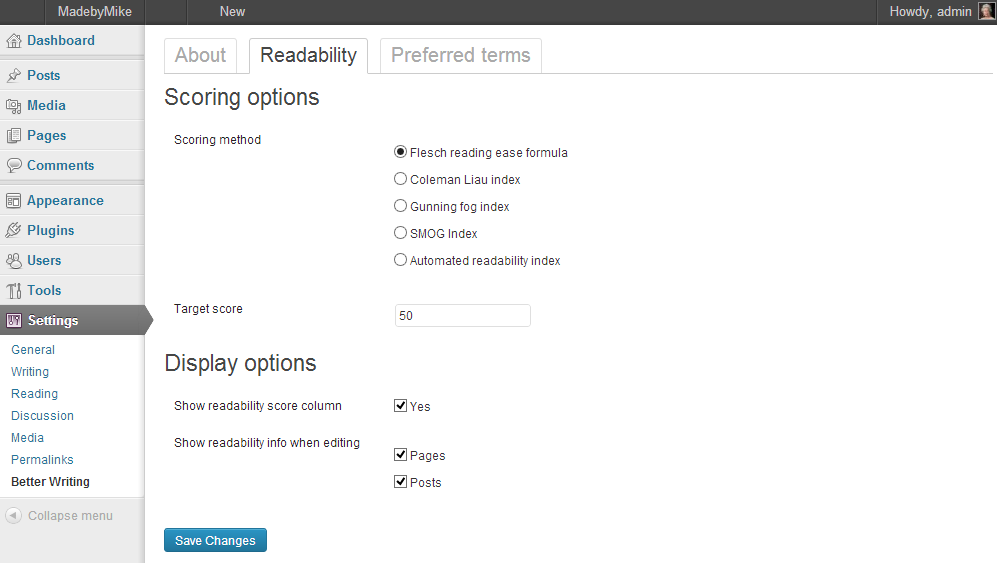 MadebyMike New Howdy, admin
Dashboard
Posts
Media
Pages
Comments
Appearance
Plugins
Users
Tools
Settings
General
Writing
Reading
Discussion
Media
Permalinks
Better Writing
Collapse menu
About Readability Preferred terms
Scoring options
Scoring method
Flesch reading ease formula
Coleman Liau index
Gunning fog index
SMOG Index
Automated readability index
Target score 50
Display options
Show readability score column Yes
Show readability info when editing
Pages
Posts
Save Changes